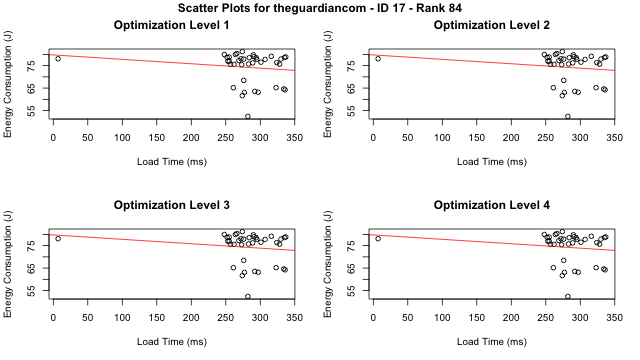 Scatter Plots for theguardiancom - ID 17 - Rank 84
Optimization Level 1
Energy Consumption (J)
55 65 75
0 50 100 150 200 250 300 350
Load Time (ms)
Optimization Level 2
Energy Consumption (J)
55 65 75
0 50 100 150 200 250 300 350
Load Time (ms)
Optimization Level 3
Energy Consumption (J)
55 65 75
0 50 100 150 200 250 300 350
Load Time (ms)
Optimization Level 4
Energy Consumption (J)
55 65 75
0 50 100 150 200 250 300 350
Load Time (ms)